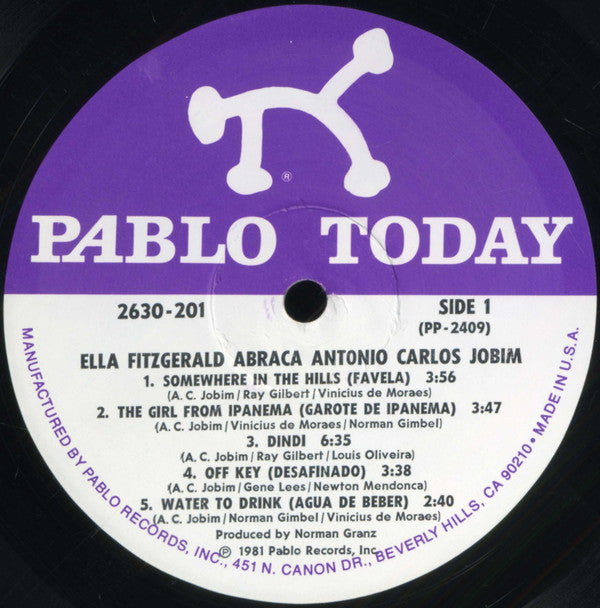 ®
PABLO TODAY
2630-201
SIDE 1
(PP-2409)
ELLA FITZGERALD ABRACA ANTONIO CARLOS JOBIM
1. SOMEWHERE IN THE HILLS (FAVELA) 3:56
(A. C. Jobim/Ray Gilbert/Vinicius de Moraes)
2. THE GIRL FROM IPANEMA (GAROTE DE IPANEMA) 3:47
(A. C. Jobim/Vinicius de Moraes/Norman Gimbel)
3. DINDI 6:35
(A.C. Jobim/Ray Gilbert/Louis Oliveira)
4. OFF KEY (DESAFINADO) 3:38
(A.C. Jobim/Gene Lees/Newton Mendonca)
5. WATER TO DRINK (AGUA DE BEBER) 2:40
(A.C. Jobim/Norman Gimbel/Vinicius de Moraes)
Produced by Norman Granz
℗ 1981 Pablo Records, Inc.
MANUFACTURED BY PABLO RECORDS, INC., 451 N. CANON DR., BEVERLY HILLS, CA 90210 • MADE IN U.S.A.